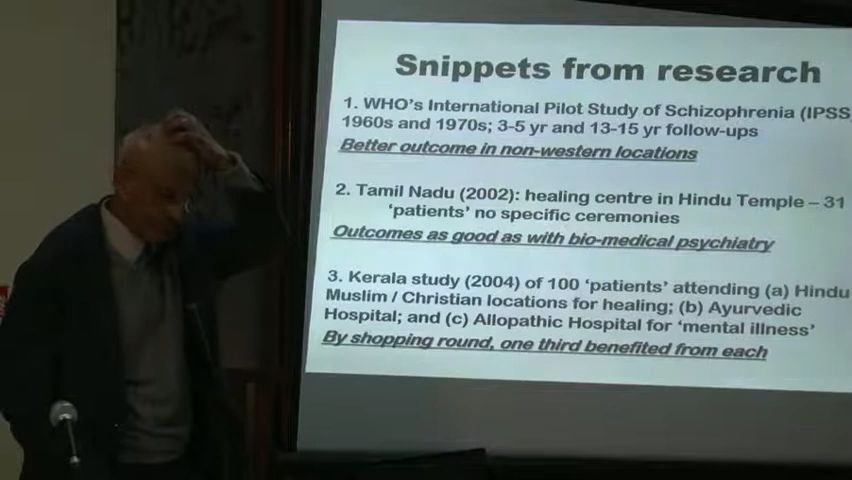 Snippets from research
1. WHO's International Pilot Study of Schizophrenia (IPSS
1960s and 1970s; 3-5 yr and 13-15 yr follow-ups
Better outcome in non-western locations
2. Tamil Nadu (2002): healing centre in Hindu Temple – 31
'patients' no specific ceremonies
Outcomes as good as with bio-medical psychiatry
3. Kerala study (2004) of 100 'patients' attending (a) Hindu
Muslim / Christian locations for healing; (b) Ayurvedic
Hospital; and (c) Allopathic Hospital for 'mental illness'
By shopping round, one third benefited from each